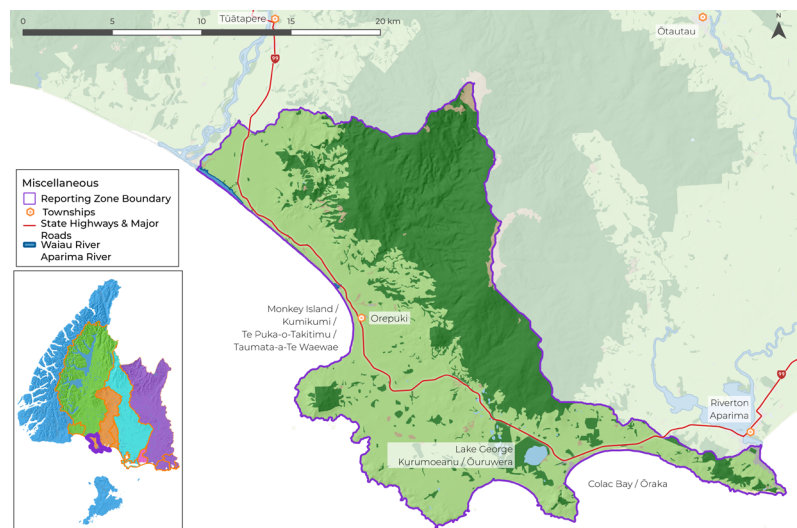 0 5 10 15 20 km
Tūātapere
Ōtautau
N
99
Miscellaneous
Reporting Zone Boundary
Townships
State Highways & Major
Roads
Waiau River
Aparima River
Monkey Island /
Kumikumi /
Te Puka-o-Takitimu /
Taumata-a-Te Waewae
Orepuki
99
Riverton
Aparima
Lake George
Kurumoeanu / Ōuruwera
Colac Bay / Ōraka